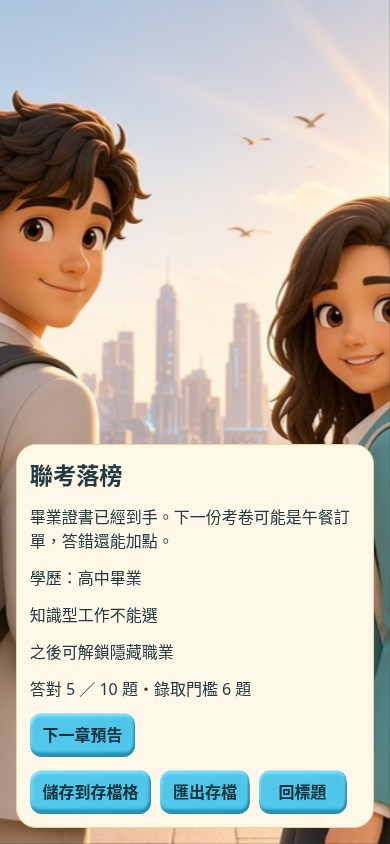 聯考落榜
畢業證書已經到手。下一份考卷可能是午餐訂
單，答錯還能加點。
學歷：高中畢業
知識型工作不能選
之後可解鎖隱藏職業
答對 5 ／ 10 題・錄取門檻 6 題
下一章預告
儲存到存檔格
匯出存檔
回標題